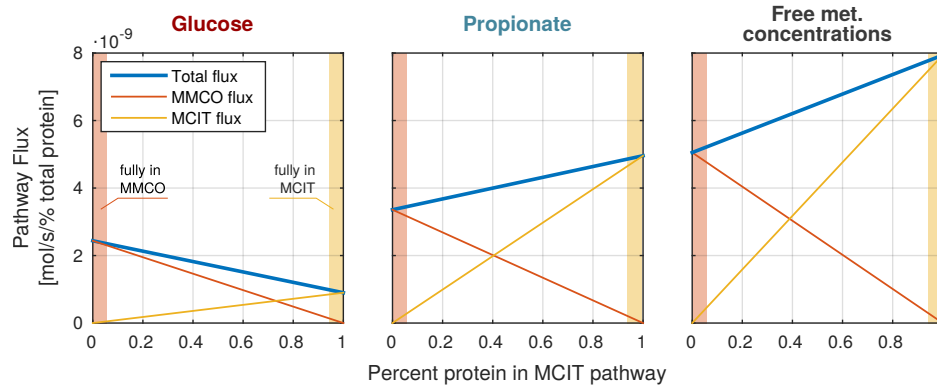 Glucose
Propionate
Free met.
concentrations
·10⁻⁹
8
6
4
2
0
Pathway Flux
[mol/s/% total protein]
Total flux
MMCO flux
MCIT flux
fully in
MMCO
fully in
MCIT
0 0.2 0.4 0.6 0.8 1
0 0.2 0.4 0.6 0.8 1
0 0.2 0.4 0.6 0.8
Percent protein in MCIT pathway